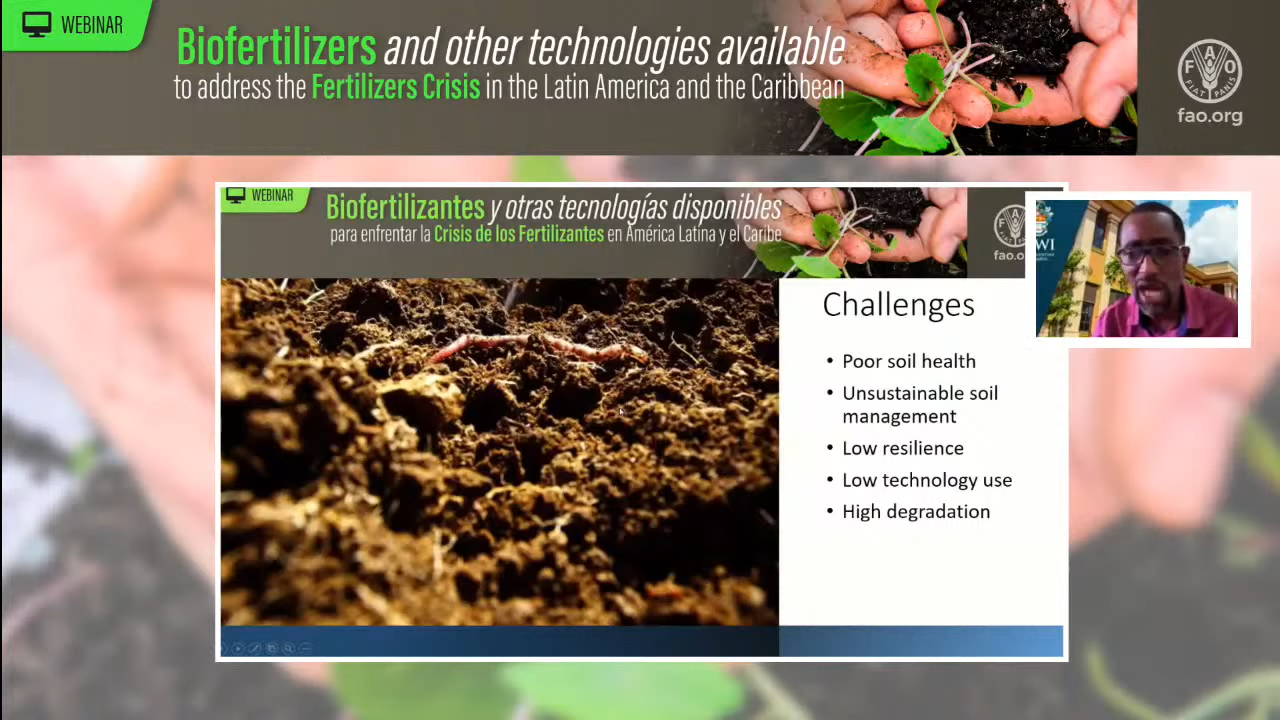 WEBINAR
Biofertilizers and other technologies available
to address the Fertilizers Crisis in the Latin America and the Caribbean
F A O
FIAT PANIS
fao.org
WEBINAR
Biofertilizantes y otras tecnologías disponibles
para enfrentar la Crisis de los Fertilizantes en América Latina y el Caribe
Challenges
• Poor soil health
• Unsustainable soil
management
• Low resilience
• Low technology use
• High degradation